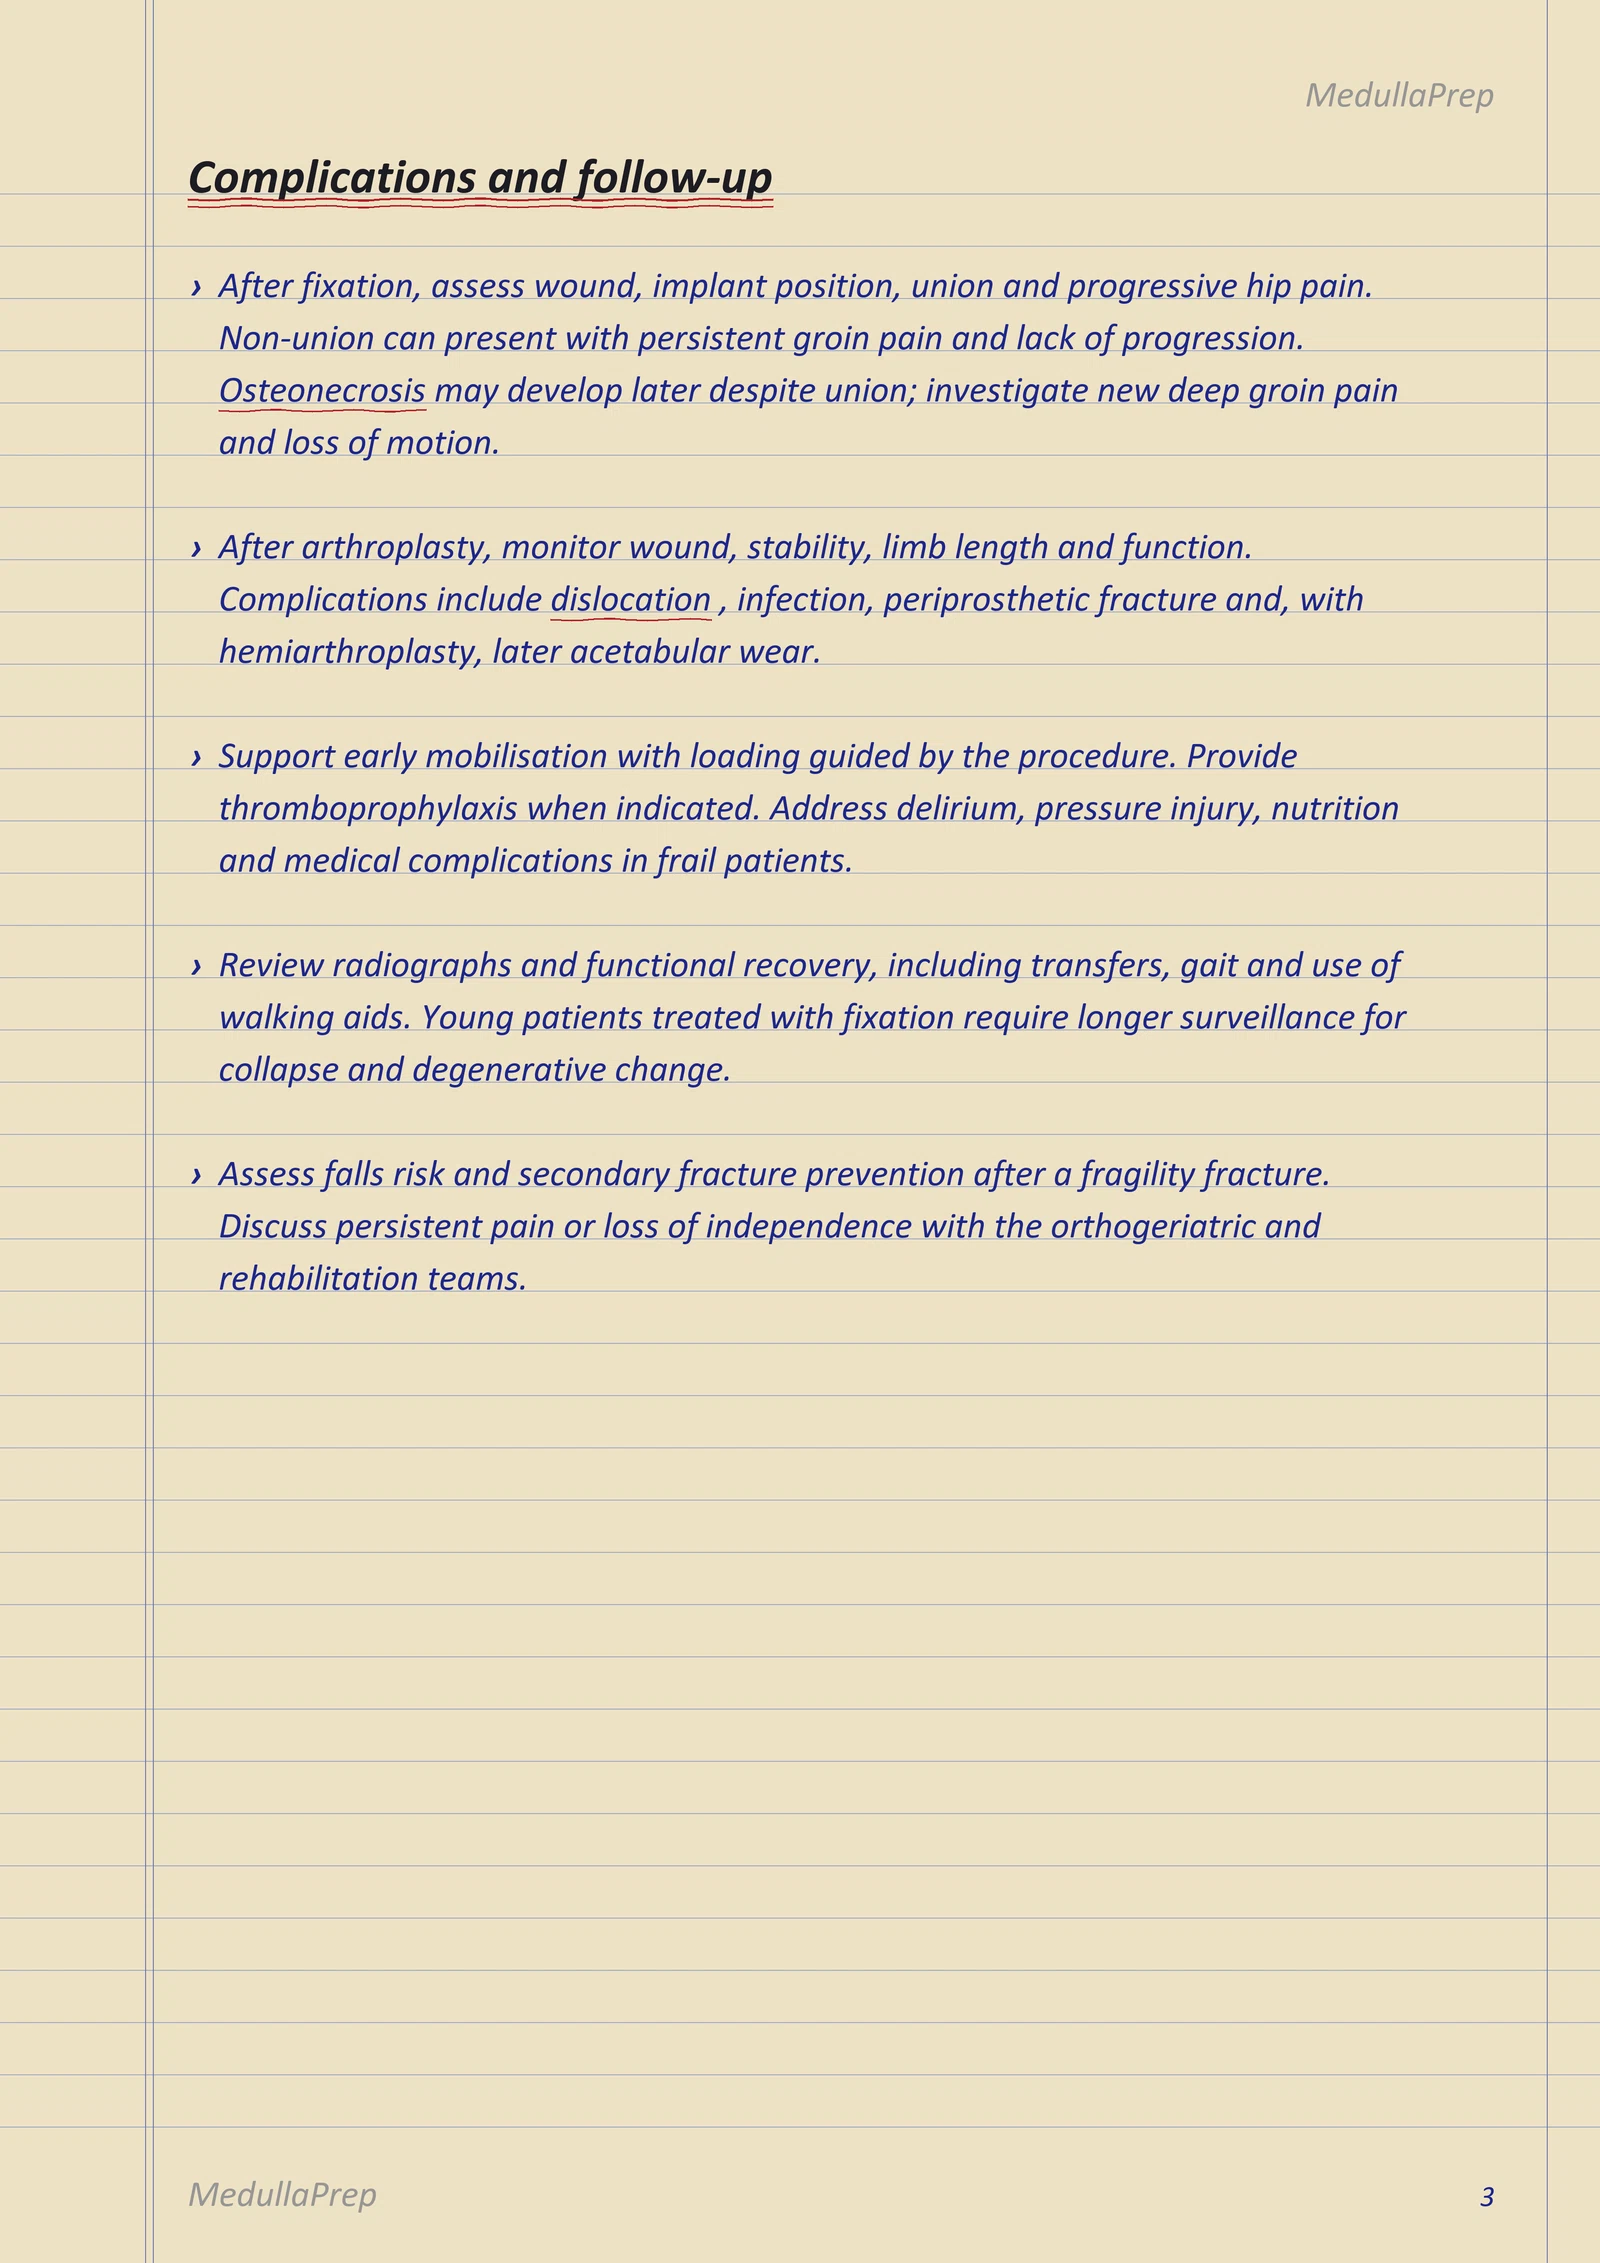 MedullaPrep
Complications and follow-up
› After fixation, assess wound, implant position, union and progressive hip pain.
Non-union can present with persistent groin pain and lack of progression.
Osteonecrosis may develop later despite union; investigate new deep groin pain
and loss of motion.
› After arthroplasty, monitor wound, stability, limb length and function.
Complications include dislocation , infection, periprosthetic fracture and, with
hemiarthroplasty, later acetabular wear.
› Support early mobilisation with loading guided by the procedure. Provide
thromboprophylaxis when indicated. Address delirium, pressure injury, nutrition
and medical complications in frail patients.
› Review radiographs and functional recovery, including transfers, gait and use of
walking aids. Young patients treated with fixation require longer surveillance for
collapse and degenerative change.
› Assess falls risk and secondary fracture prevention after a fragility fracture.
Discuss persistent pain or loss of independence with the orthogeriatric and
rehabilitation teams.
MedullaPrep
3